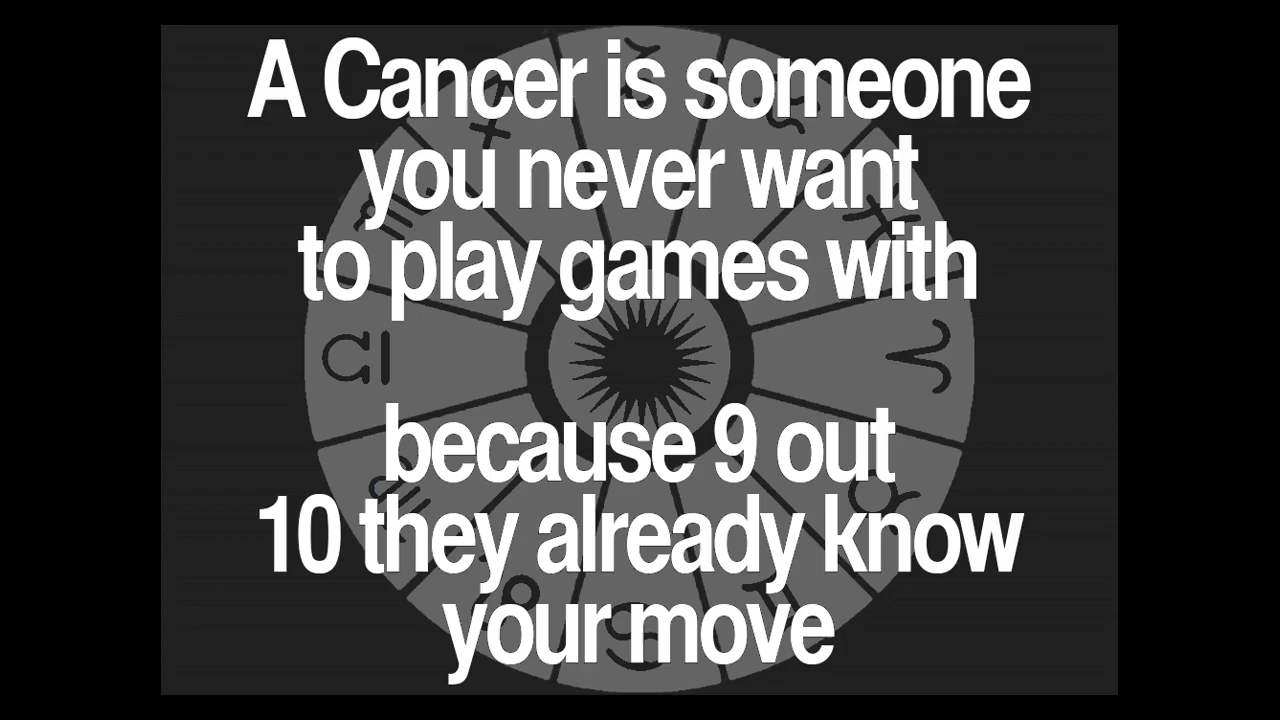 A Cancer is someone
you never want
to play games with
because 9 out
10 they already know
your move